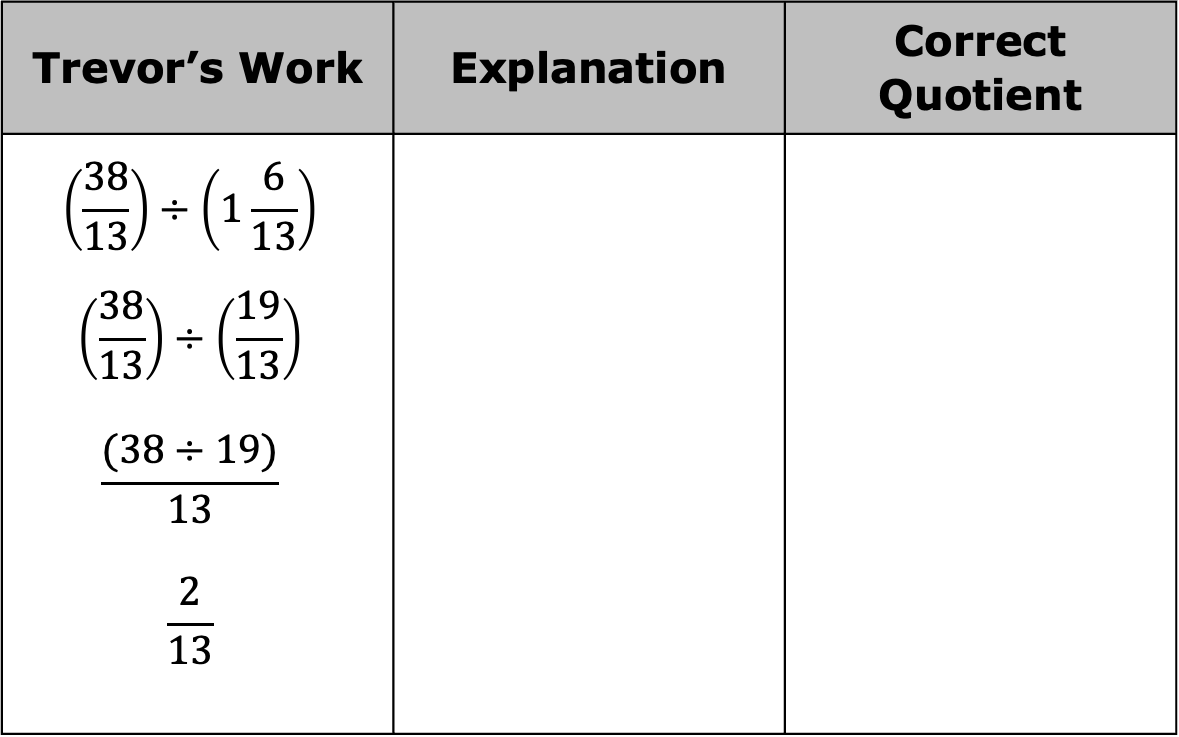 Trevor’s Work
Explanation
Correct
Quotient
(38/13) ÷ (1 6/13)
(38/13) ÷ (19/13)
(38 ÷ 19)/13
2/13